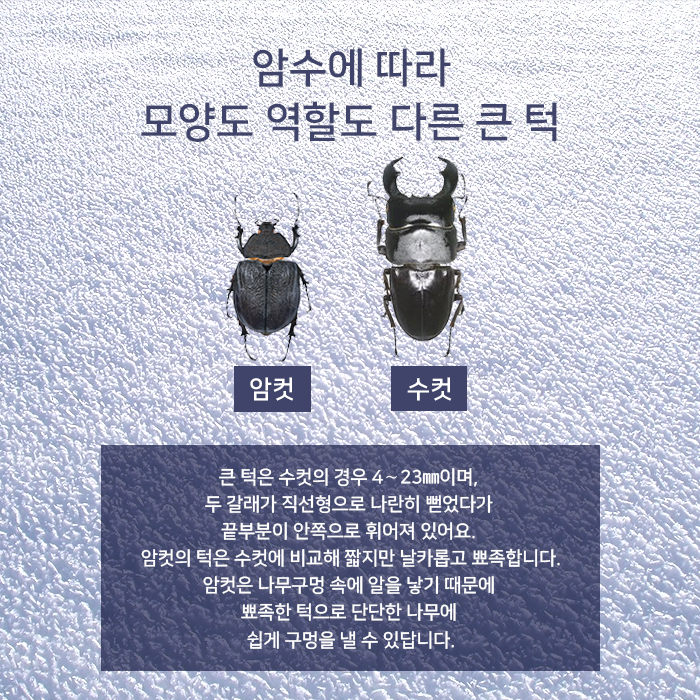 암수에 따라
모양도 역할도 다른 큰 턱
암컷
수컷
큰 턱은 수컷의 경우 4~23㎜이며,
두 갈래가 직선형으로 나란히 뻗었다가
끝부분이 안쪽으로 휘어져 있어요.
암컷의 턱은 수컷에 비교해 짧지만 날카롭고 뾰족합니다.
암컷은 나무구멍 속에 알을 낳기 때문에
뾰족한 턱으로 단단한 나무에
쉽게 구멍을 낼 수 있답니다.